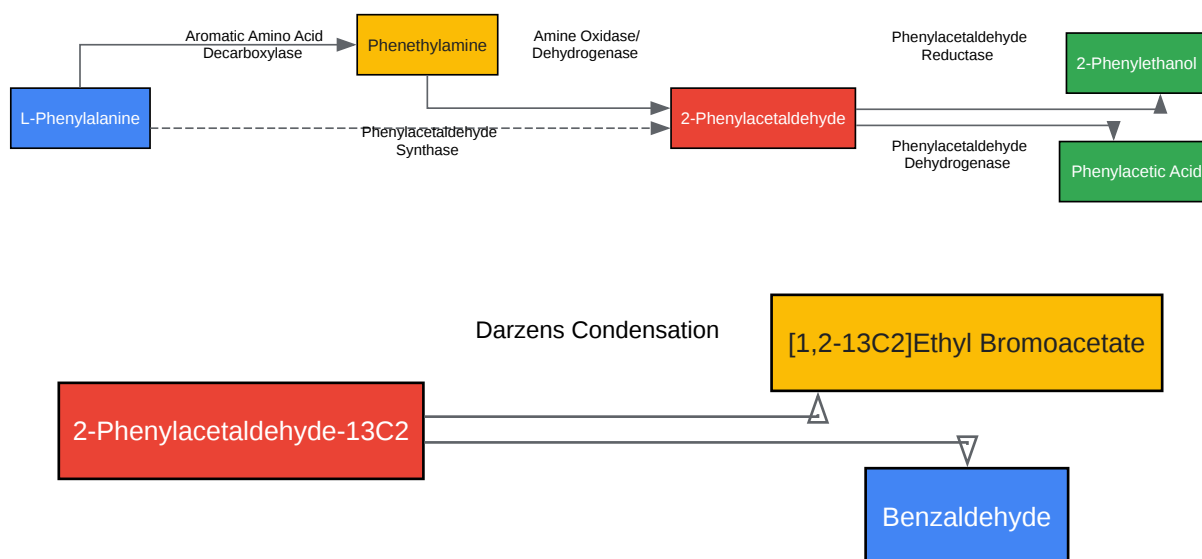 Aromatic Amino Acid
Decarboxylase
Phenethylamine
Amine Oxidase/
Dehydrogenase
Phenylacetaldehyde
Reductase
2-Phenylethanol
L-Phenylalanine
Phenylacetaldehyde
Synthase
2-Phenylacetaldehyde
Phenylacetaldehyde
Dehydrogenase
Phenylacetic Acid
Darzens Condensation
[1,2-13C2]Ethyl Bromoacetate
2-Phenylacetaldehyde-13C2
Benzaldehyde